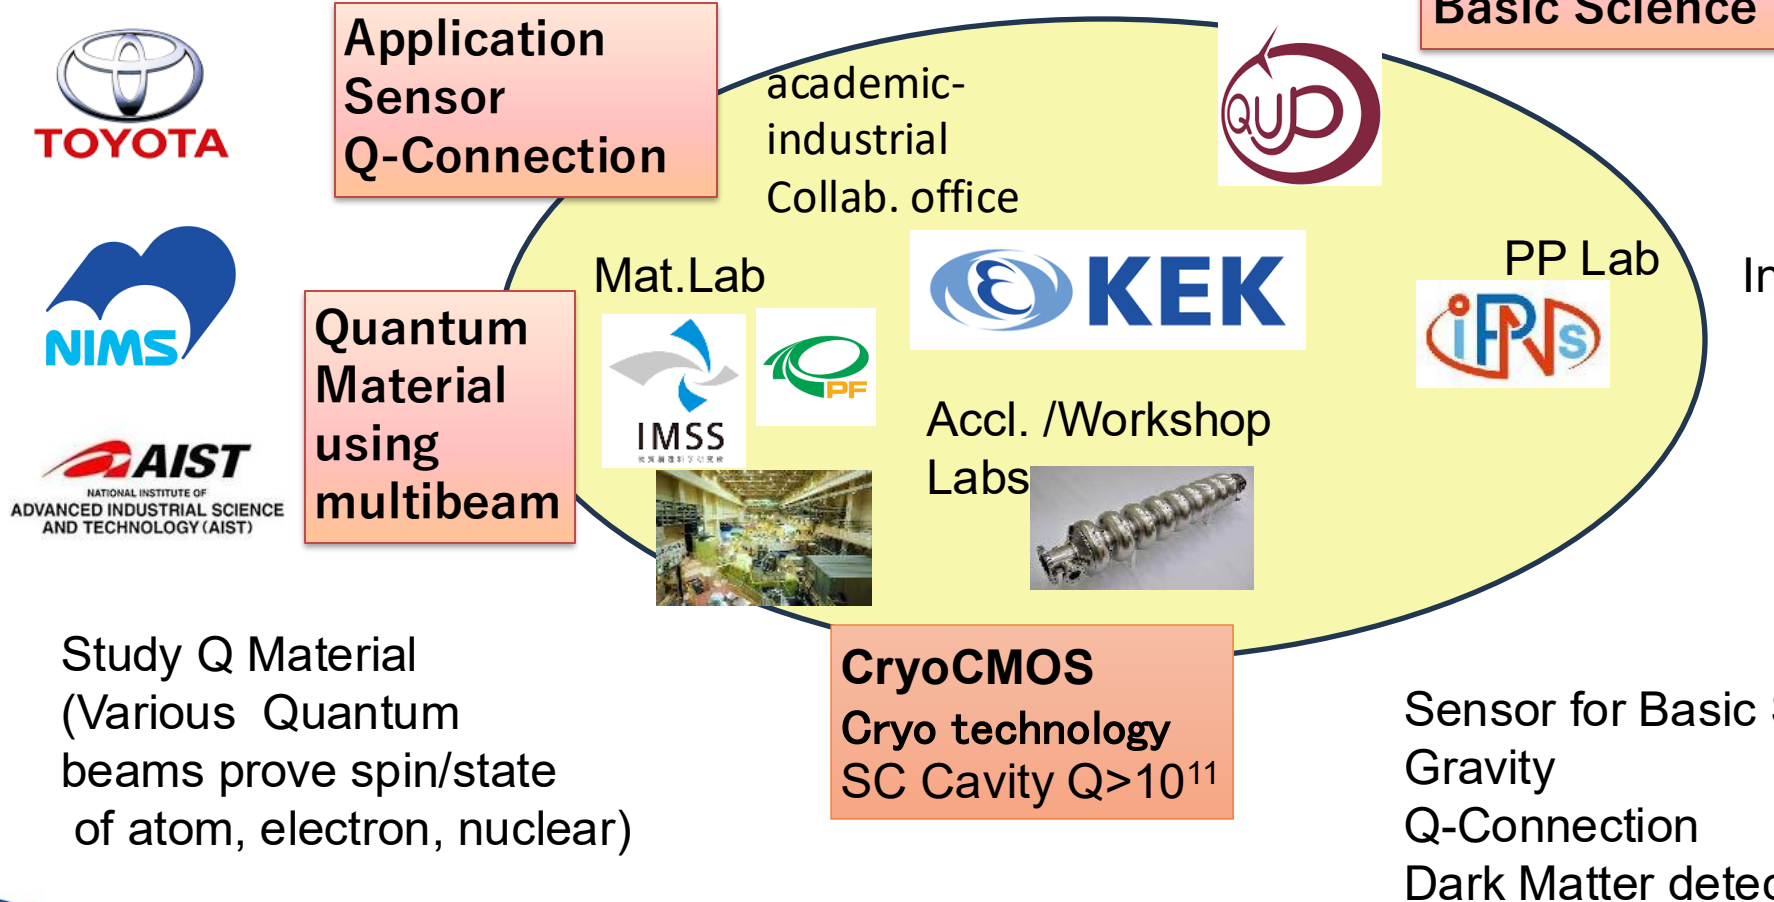 Basic Science
TOYOTA
Application
Sensor
Q-Connection
academic-
industrial
Collab. office
QUP
NIMS
Mat.Lab
KEK
PP Lab
In
iPNS
Quantum
Material
using
multibeam
IMSS
PF
Accl. /Workshop
Labs
AIST
NATIONAL INSTITUTE OF
ADVANCED INDUSTRIAL SCIENCE
AND TECHNOLOGY (AIST)
CryoCMOS
Cryo technology
SC Cavity Q>10¹¹
Study Q Material
(Various Quantum
beams prove spin/state
of atom, electron, nuclear)
Sensor for Basic
Gravity
Q-Connection
Dark Matter detec